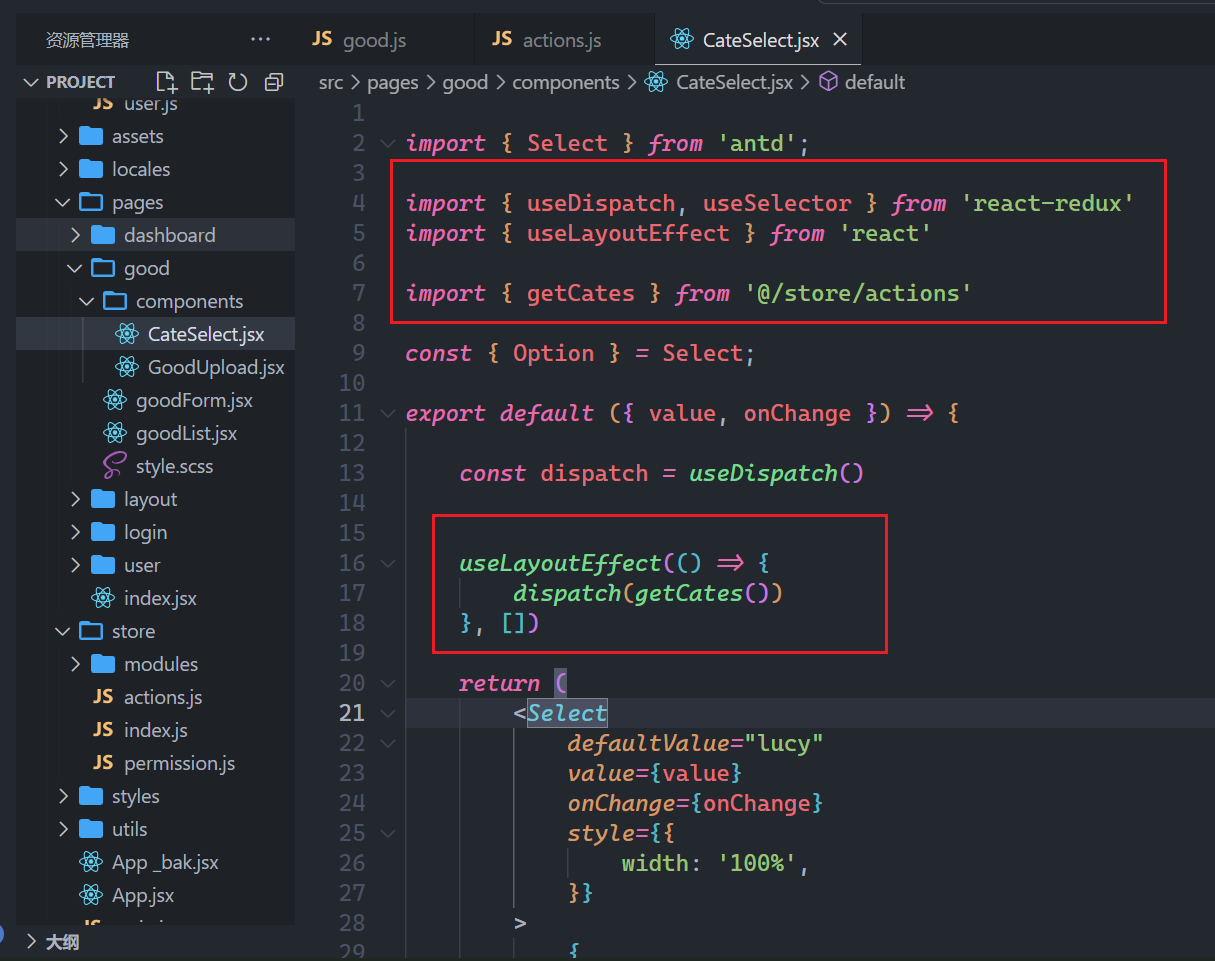 资源管理器 ···
JS good.js
JS actions.js
CateSelect.jsx
PROJECT
src > pages > good > components > CateSelect.jsx > default
JS user.js
assets
locales
pages
dashboard
good
components
CateSelect.jsx
GoodUpload.jsx
goodForm.jsx
goodList.jsx
style.scss
layout
login
user
index.jsx
store
modules
JS actions.js
JS index.js
JS permission.js
styles
utils
App _bak.jsx
App.jsx
大纲
1
2 import { Select } from 'antd';
3
4 import { useDispatch, useSelector } from 'react-redux'
5 import { useLayoutEffect } from 'react'
6
7 import { getCates } from '@/store/actions'
8
9 const { Option } = Select;
10
11 export default ({ value, onChange }) => {
12
13 const dispatch = useDispatch()
14
15
16 useLayoutEffect(() => {
17 dispatch(getCates())
18 }, [])
19
20 return (
21 <Select
22 defaultValue="lucy"
23 value={value}
24 onChange={onChange}
25 style={{
26 width: '100%',
27 }}
28 >
29 {